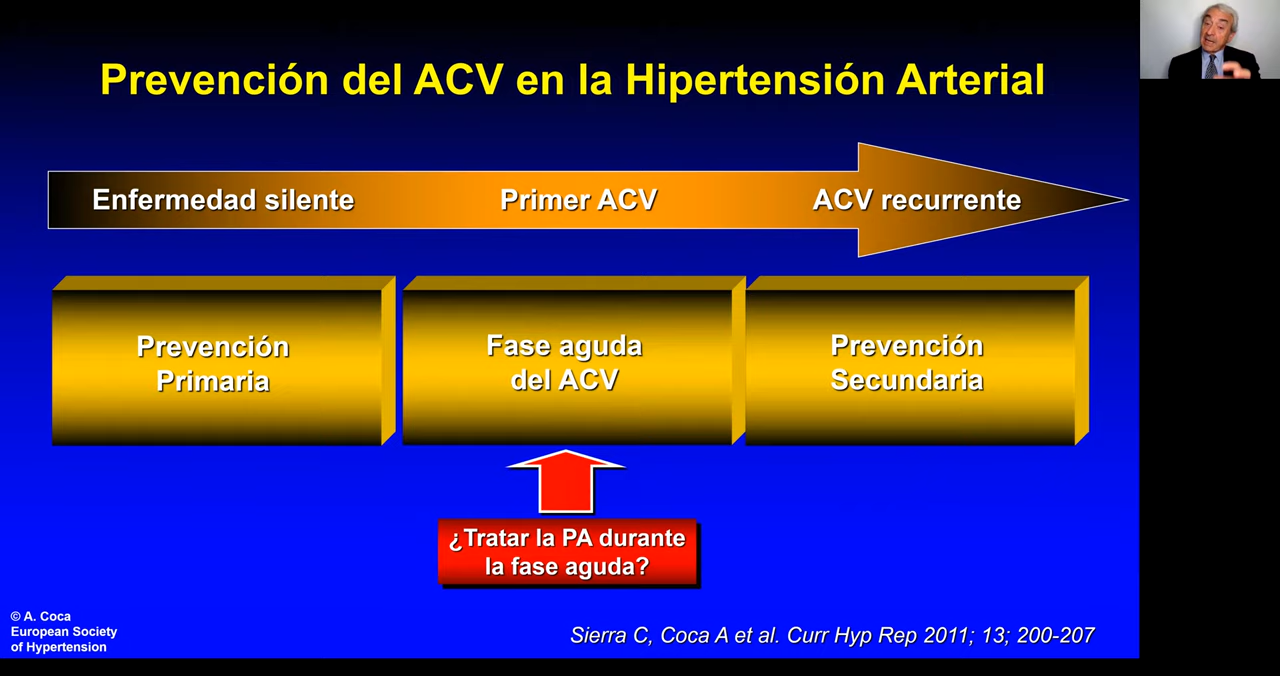 Prevención del ACV en la Hipertensión Arterial
Enfermedad silente
Primer ACV
ACV recurrente
Prevención
Primaria
Fase aguda
del ACV
Prevención
Secundaria
¿Tratar la PA durante
la fase aguda?
© A. Coca
European Society
of Hypertension
Sierra C, Coca A et al. Curr Hyp Rep 2011; 13; 200-207